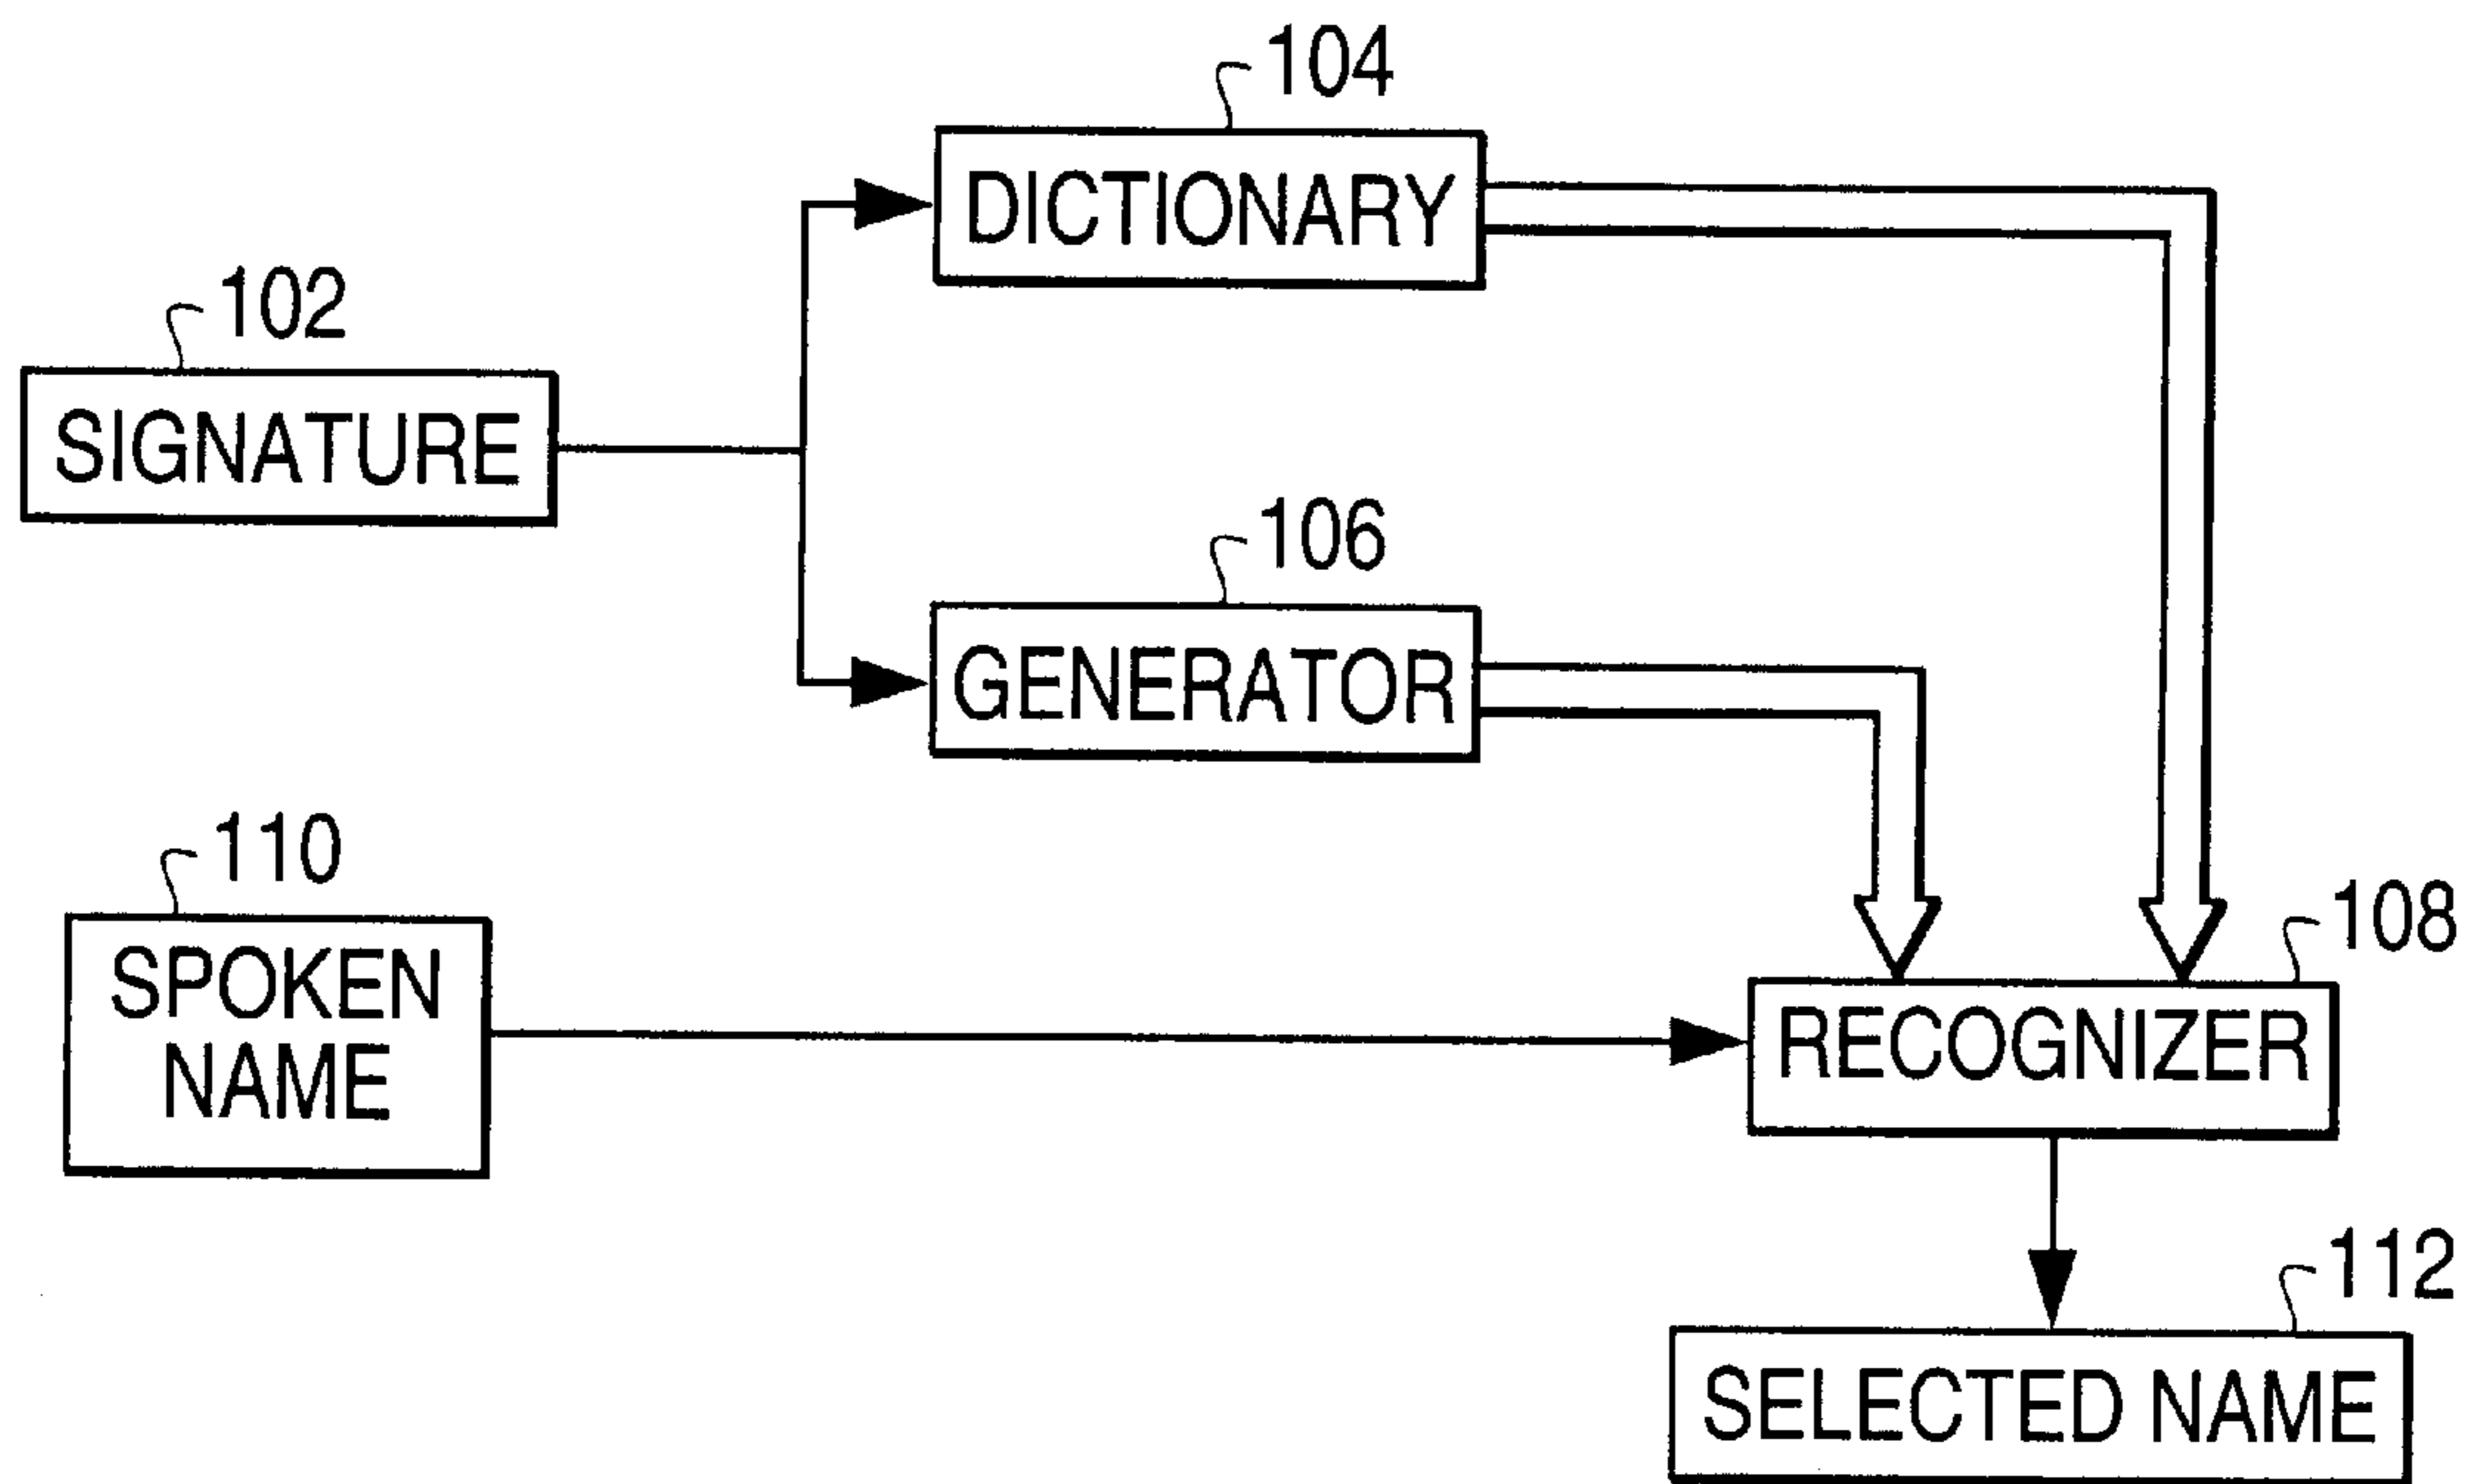 104
DICTIONARY
102
SIGNATURE
106
GENERATOR
110
SPOKEN
NAME
108
RECOGNIZER
112
SELECTED NAME